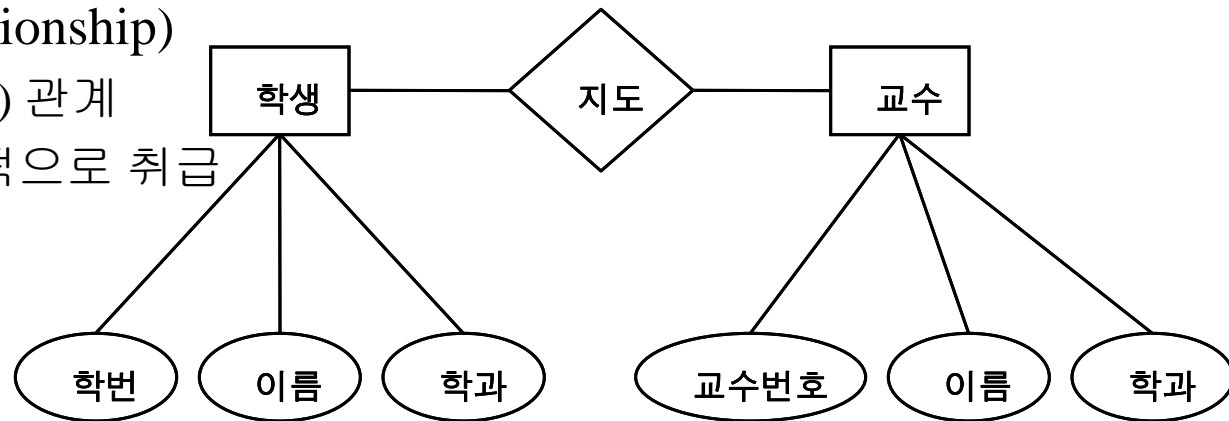 ionship)
) 관계
적으로 취급
학생 지도 교수
학번 이름 학과 교수번호 이름 학과